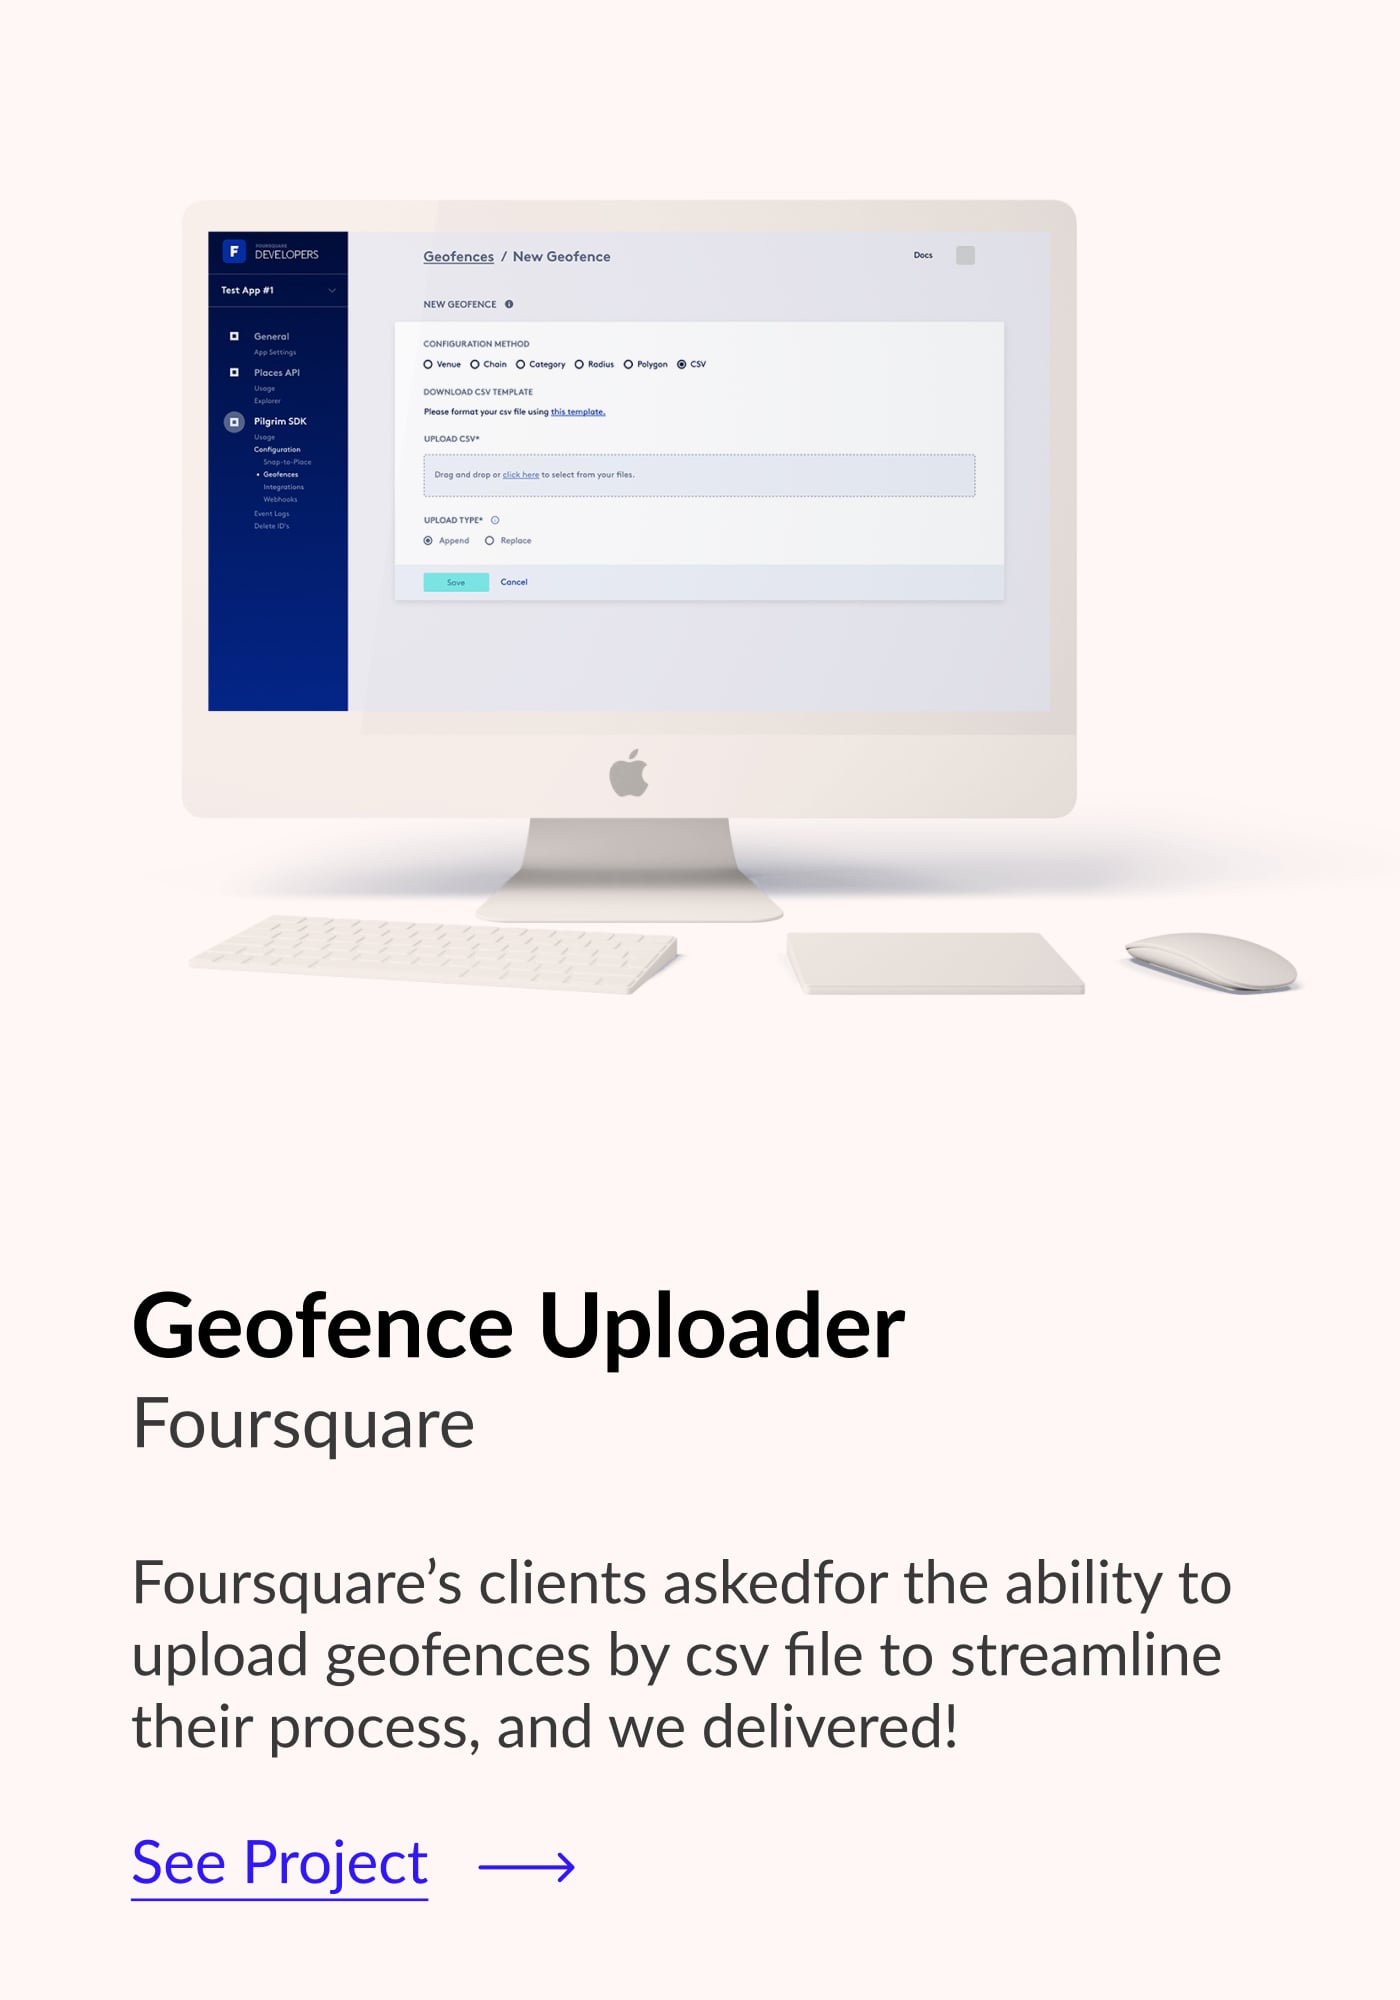 F
FOURSQUARE
DEVELOPERS
Test App #1
General
App Settings
Places API
Usage
Explorer
Pilgrim SDK
Usage
Configuration
Snap-to-Place
Geofences
Integrations
Webhooks
Event Logs
Delete ID's
Geofences / New Geofence
Docs
NEW GEOFENCE
CONFIGURATION METHOD
Venue Chain Category Radius Polygon CSV
DOWNLOAD CSV TEMPLATE
Please format your csv file using this template.
UPLOAD CSV*
Drag and drop or click here to select from your files.
UPLOAD TYPE*
Append Replace
Save Cancel
Geofence Uploader
Foursquare
Foursquare’s clients askedfor the ability to
upload geofences by csv file to streamline
their process, and we delivered!
See Project